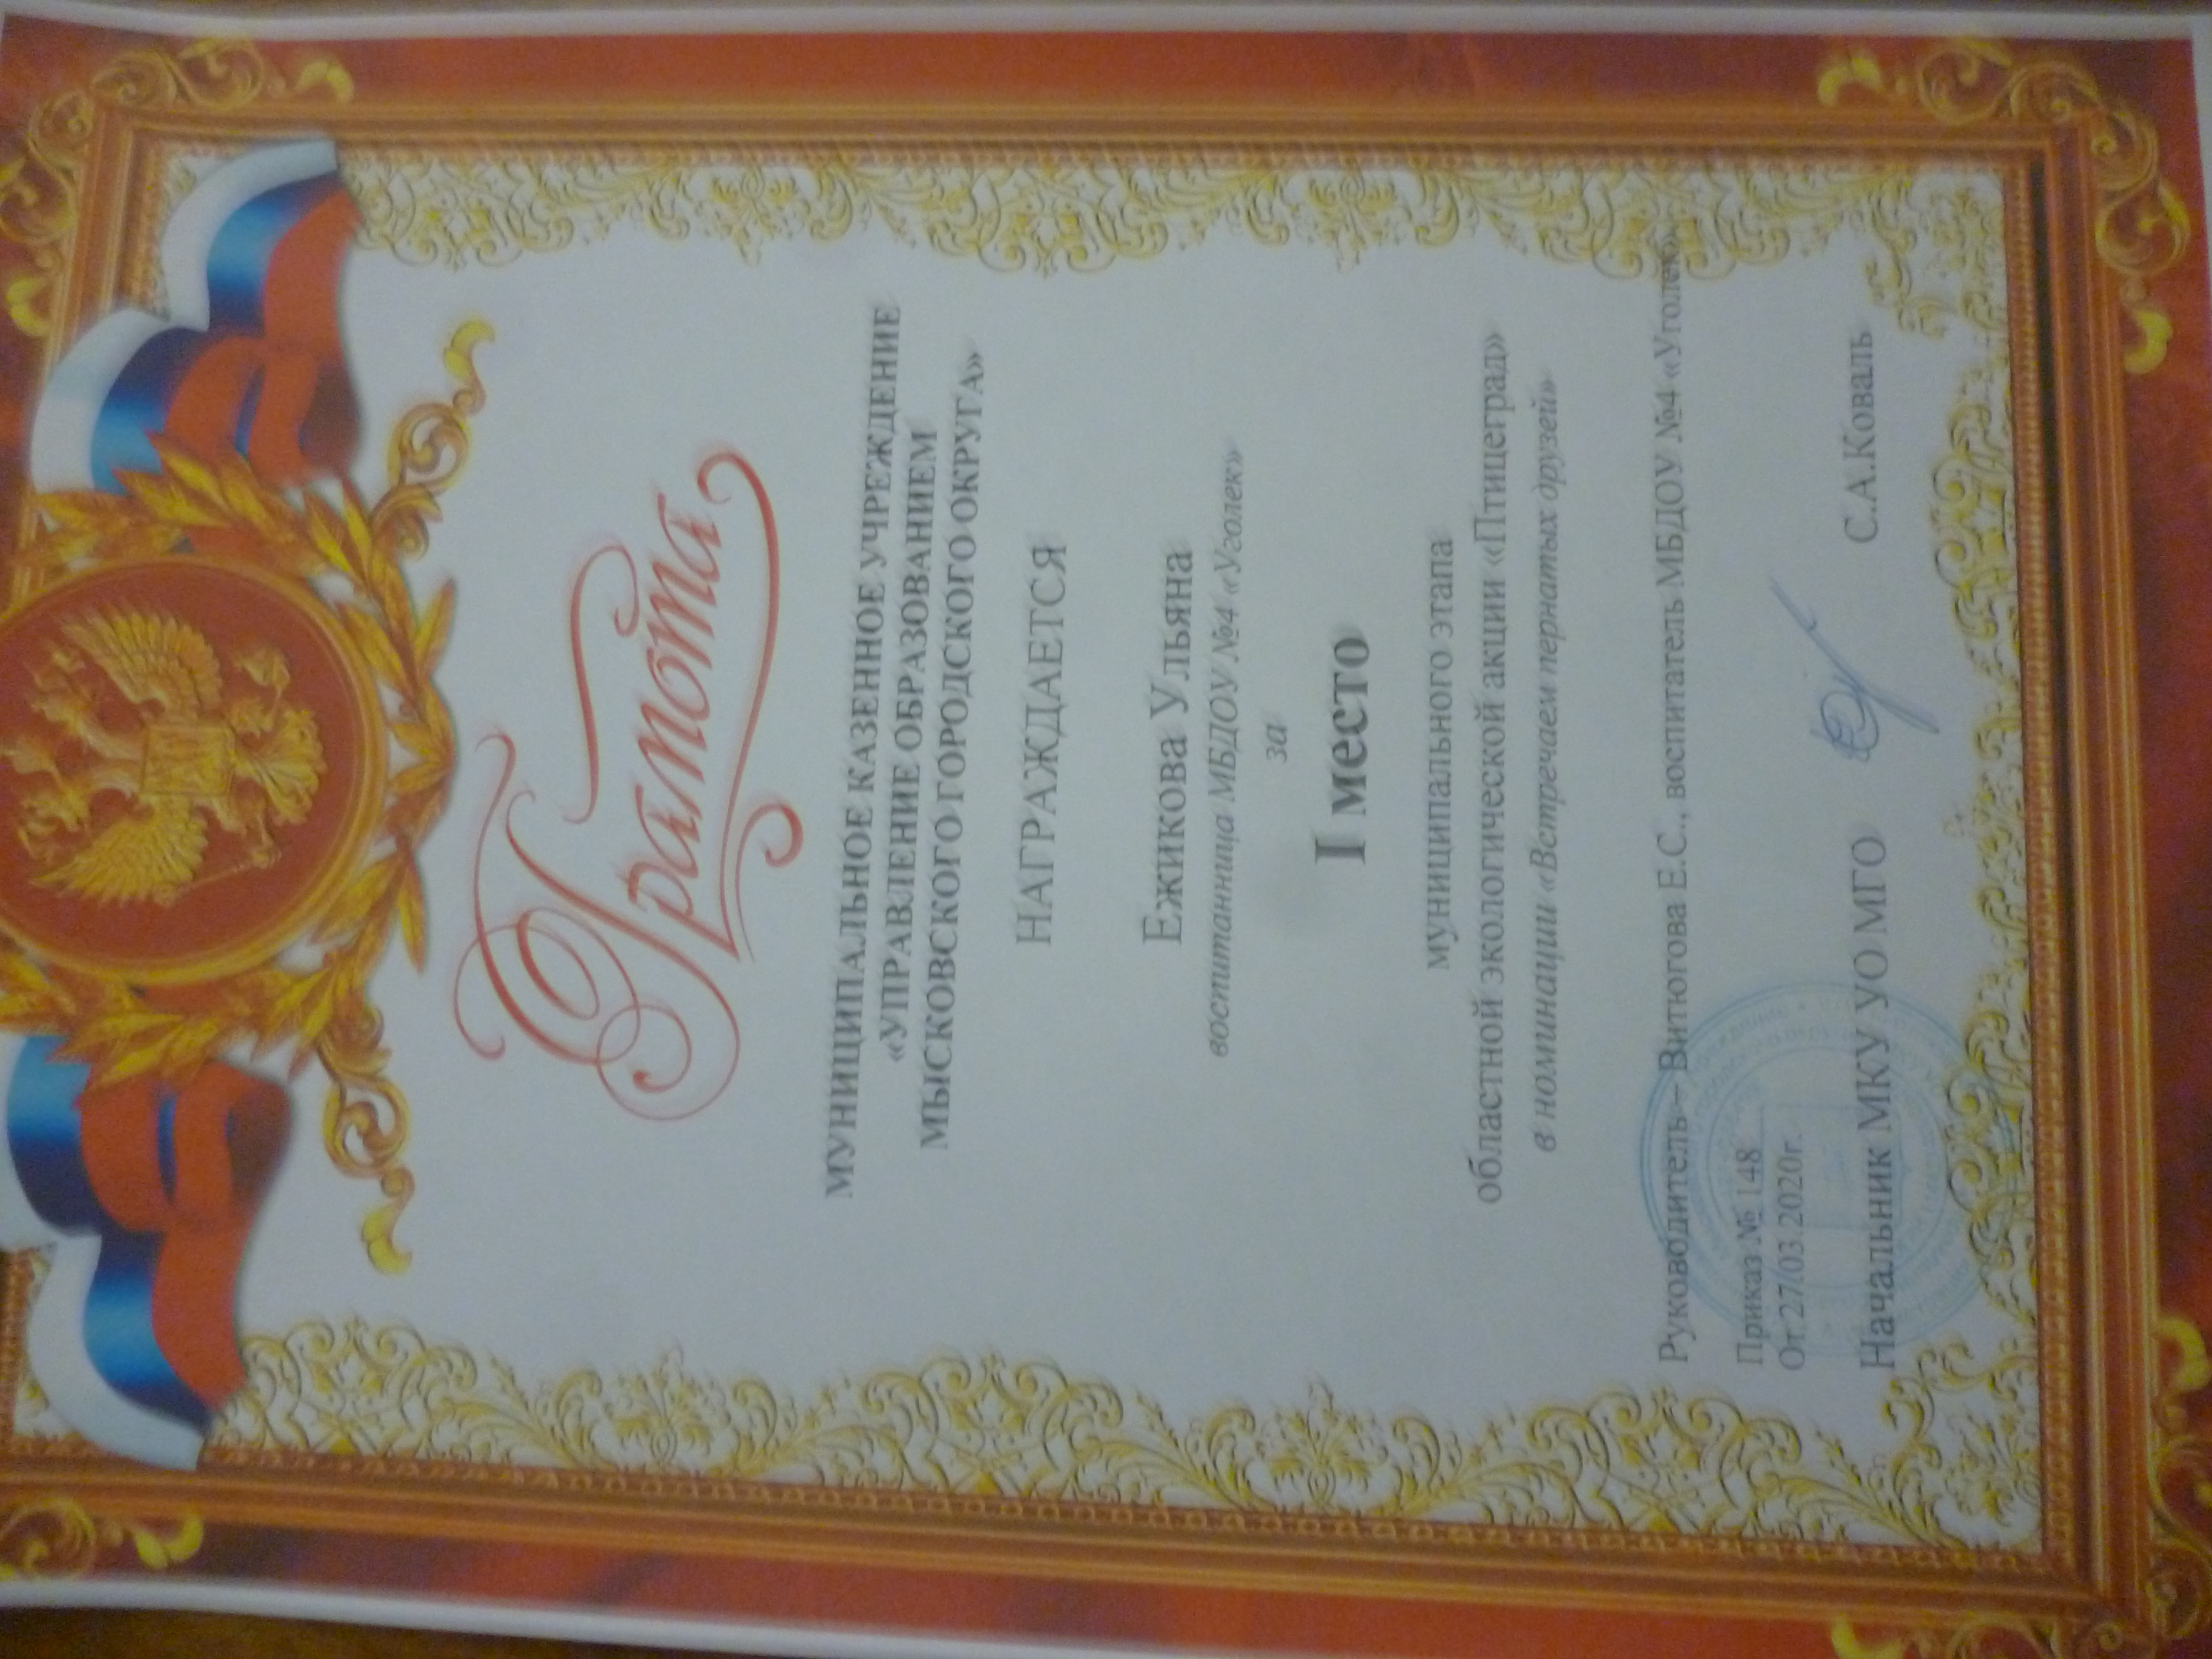 Грамота
МУНИЦИПАЛЬНОЕ КАЗЕННОЕ УЧРЕЖДЕНИЕ
«УПРАВЛЕНИЕ ОБРАЗОВАНИЕМ
МЫСКОВСКОГО ГОРОДСКОГО ОКРУГА»
НАГРАЖДАЕТСЯ
Ежикова Ульяна
воспитанница МБДОУ №4 «Уголек»
за
I место
муниципального этапа
областной экологической акции «Птицеград»
в номинации «Встречаем пернатых друзей»
Руководитель – Витюгова Е.С., воспитатель МБДОУ №4 «Уголек»
Приказ № 148
От 27/03.2020г.
Начальник МКУ УО МГО С.А.Коваль